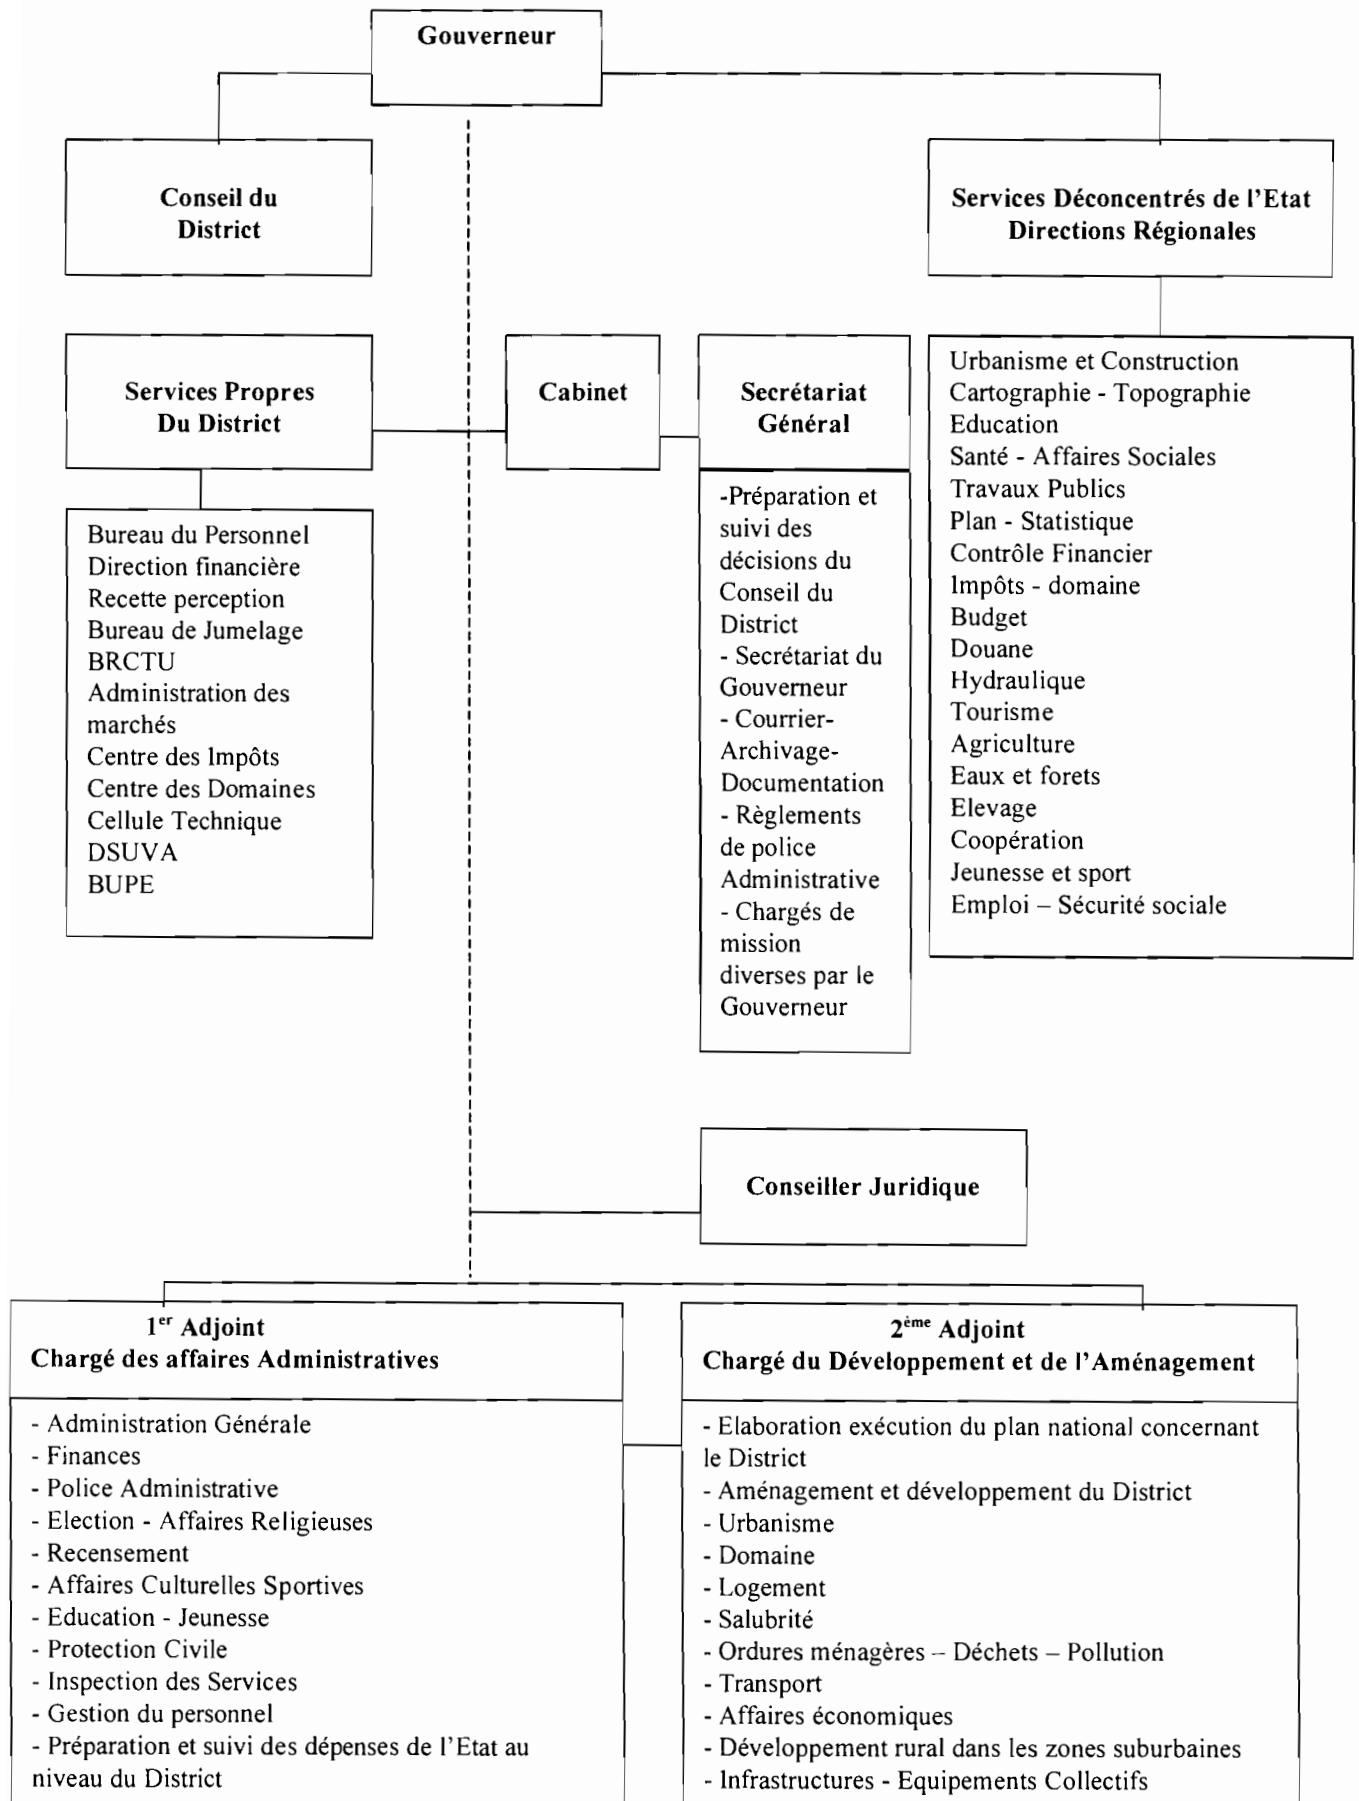 Gouverneur
Conseil du
District
Services Déconcentrés de l'Etat
Directions Régionales
Services Propres
Du District
Cabinet
Secrétariat
Général
Bureau du Personnel
Direction financière
Recette perception
Bureau de Jumelage
BRCTU
Administration des
marchés
Centre des Impôts
Centre des Domaines
Cellule Technique
DSUVA
BUPE
-Préparation et
suivi des
décisions du
Conseil du
District
- Secrétariat du
Gouverneur
- Courrier-
Archivage-
Documentation
- Règlements
de police
Administrative
- Chargés de
mission
diverses par le
Gouverneur
Urbanisme et Construction
Cartographie - Topographie
Education
Santé - Affaires Sociales
Travaux Publics
Plan - Statistique
Contrôle Financier
Impôts - domaine
Budget
Douane
Hydraulique
Tourisme
Agriculture
Eaux et forets
Elevage
Coopération
Jeunesse et sport
Emploi – Sécurité sociale
Conseiller Juridique
1er Adjoint
Chargé des affaires Administratives
- Administration Générale
- Finances
- Police Administrative
- Election - Affaires Religieuses
- Recensement
- Affaires Culturelles Sportives
- Education - Jeunesse
- Protection Civile
- Inspection des Services
- Gestion du personnel
- Préparation et suivi des dépenses de l'Etat au
niveau du District
2ème Adjoint
Chargé du Développement et de l'Aménagement
- Elaboration exécution du plan national concernant
le District
- Aménagement et développement du District
- Urbanisme
- Domaine
- Logement
- Salubrité
- Ordures ménagères – Déchets – Pollution
- Transport
- Affaires économiques
- Développement rural dans les zones suburbaines
- Infrastructures - Equipements Collectifs